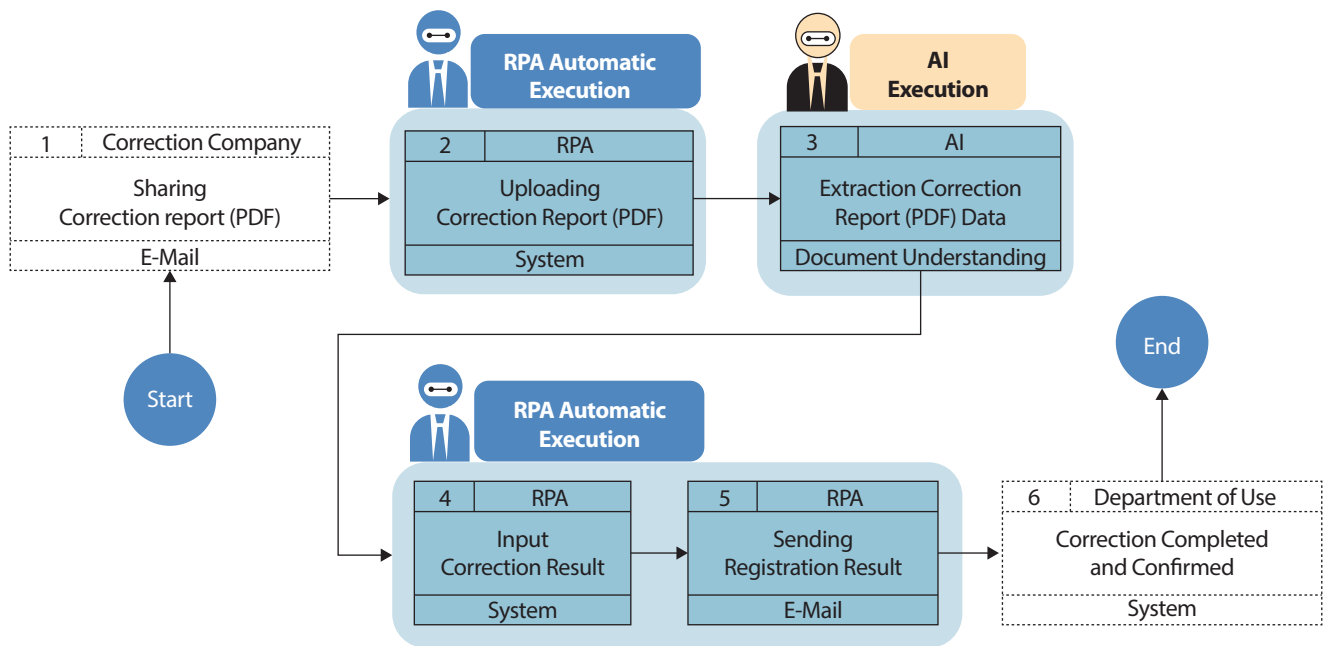 RPA Automatic
Execution
AI
Execution
1 Correction Company
Sharing
Correction report (PDF)
E-Mail
2 RPA
Uploading
Correction Report (PDF)
System
3 AI
Extraction Correction
Report (PDF) Data
Document Understanding
Start
End
RPA Automatic
Execution
4 RPA
Input
Correction Result
System
5 RPA
Sending
Registration Result
E-Mail
6 Department of Use
Correction Completed
and Confirmed
System